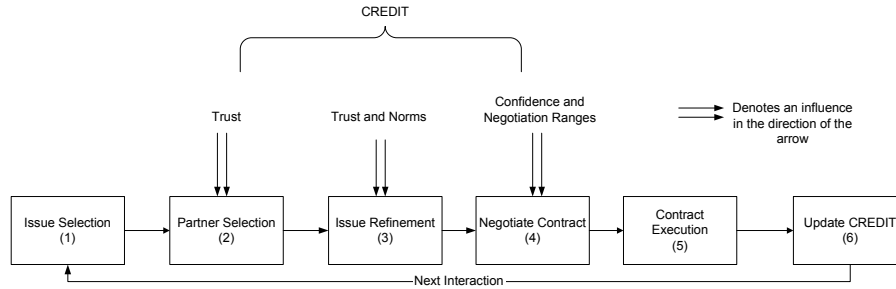 CREDIT
Trust
Trust and Norms
Confidence and
Negotiation Ranges
Denotes an influence
in the direction of the
arrow
Issue Selection
(1)
Partner Selection
(2)
Issue Refinement
(3)
Negotiate Contract
(4)
Contract
Execution
(5)
Update CREDIT
(6)
Next Interaction